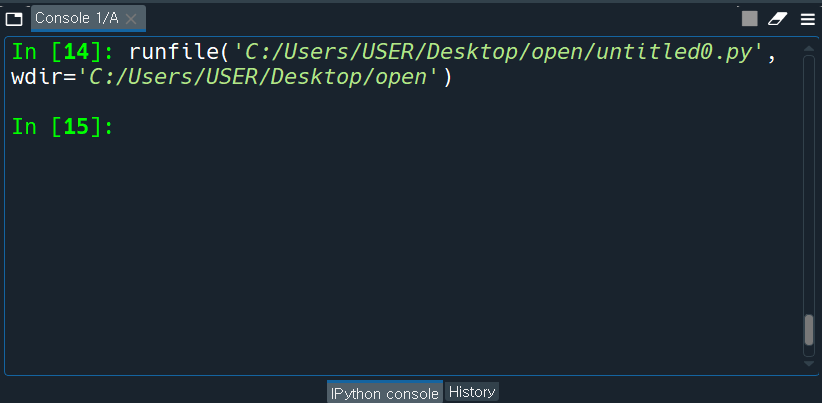 Console 1/A
In [14]: runfile('C:/Users/USER/Desktop/open/untitled0.py',
wdir='C:/Users/USER/Desktop/open')
In [15]:
IPython console
History